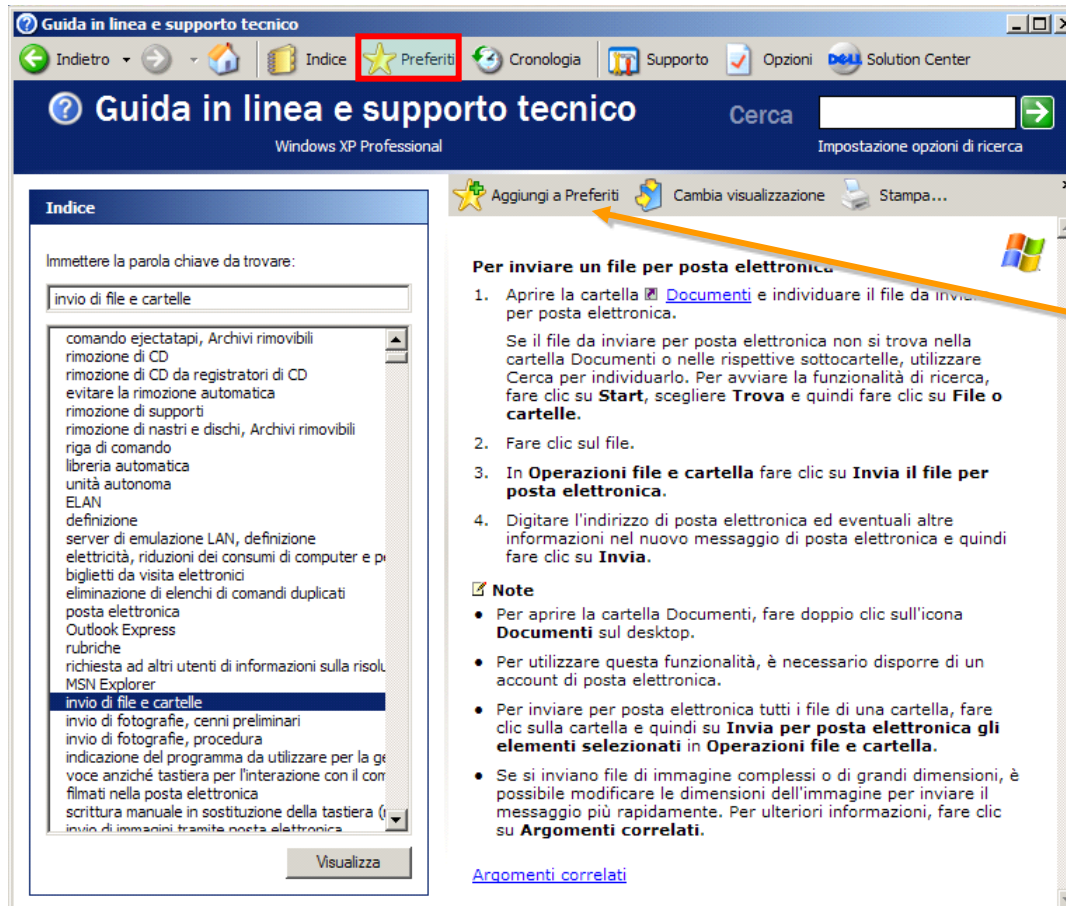 Guida in linea e supporto tecnico
Indietro Indice Preferiti Cronologia Supporto Opzioni DELL Solution Center
Guida in linea e supporto tecnico
Windows XP Professional
Cerca
Impostazione opzioni di ricerca
Indice
Immettere la parola chiave da trovare:
invio di file e cartelle
comando ejectatapi, Archivi rimovibili
rimozione di CD
rimozione di CD da registratori di CD
evitare la rimozione automatica
rimozione di supporti
rimozione di nastri e dischi, Archivi rimovibili
riga di comando
libreria automatica
unità autonoma
ELAN
definizione
server di emulazione LAN, definizione
elettricità, riduzioni dei consumi di computer e
biglietti da visita elettronici
eliminazione di elenchi di comandi duplicati
posta elettronica
Outlook Express
rubriche
richiesta ad altri utenti di informazioni sulla
MSN Explorer
invio di file e cartelle
invio di fotografie, cenni preliminari
invio di fotografie, procedura
indicazione del programma da utilizzare per la
voce anziché tastiera per l'interazione con il
filmati nella posta elettronica
scrittura manuale in sostituzione della tastiera
invio di immagini tramite posta elettronica
Visualizza
Aggiungi a Preferiti Cambia visualizzazione Stampa...
Per inviare un file per posta elettronica
1. Aprire la cartella Documenti e individuare il file da
per posta elettronica.
Se il file da inviare per posta elettronica non si trova nella
cartella Documenti o nelle rispettive sottocartelle, utilizzare
Cerca per individuarlo. Per avviare la funzionalità di ricerca,
fare clic su Start, scegliere Trova e quindi fare clic su File o
cartelle.
2. Fare clic sul file.
3. In Operazioni file e cartella fare clic su Invia il file per
posta elettronica.
4. Digitare l'indirizzo di posta elettronica ed eventuali altre
informazioni nel nuovo messaggio di posta elettronica e quindi
fare clic su Invia.
Note
• Per aprire la cartella Documenti, fare doppio clic sull'icona
Documenti sul desktop.
• Per utilizzare questa funzionalità, è necessario disporre di un
account di posta elettronica.
• Per inviare per posta elettronica tutti i file di una cartella, fare
clic sulla cartella e quindi su Invia per posta elettronica gli
elementi selezionati in Operazioni file e cartella.
• Se si inviano file di immagine complessi o di grandi dimensioni, è
possibile modificare le dimensioni dell'immagine per inviare il
messaggio più rapidamente. Per ulteriori informazioni, fare clic
su Argomenti correlati.
Argomenti correlati